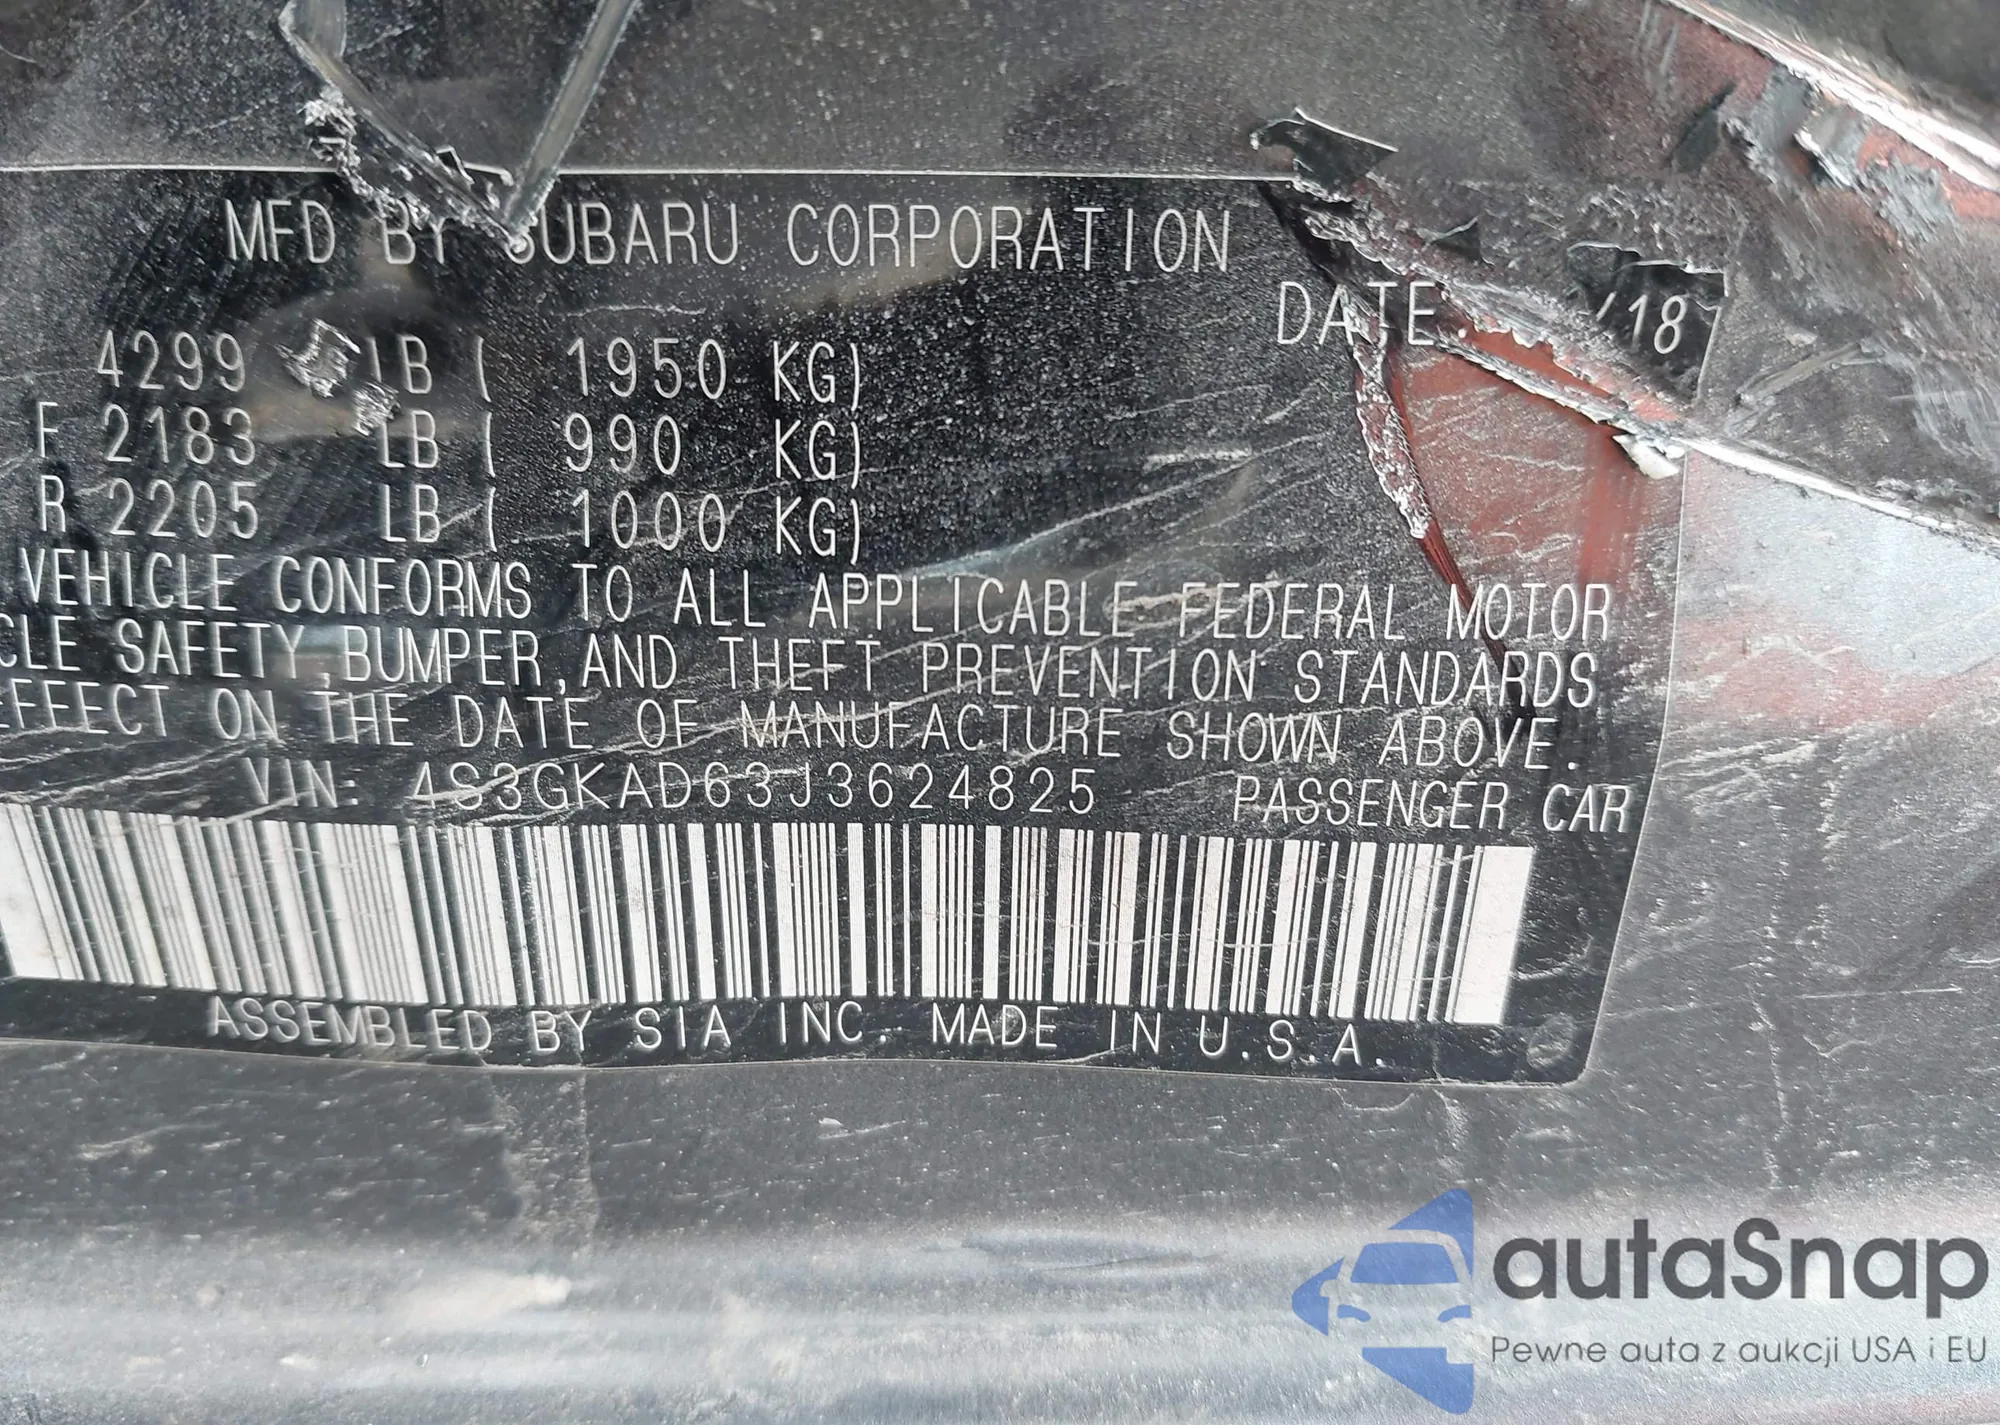 MFD BY SUBARU CORPORATION
DATE /18
4299 LB ( 1950 KG)
F 2183 LB ( 990 KG)
R 2205 LB ( 1000 KG)
VEHICLE CONFORMS TO ALL APPLICABLE FEDERAL MOTOR
CLE SAFETY,BUMPER,AND THEFT PREVENTION STANDARDS
EFFECT ON THE DATE OF MANUFACTURE SHOWN ABOVE.
VIN: 4S3GKAD63J3624825 PASSENGER CAR
ASSEMBLED BY SIA INC. MADE IN U.S.A.
autaSnap
Pewne auta z aukcji USA i EU